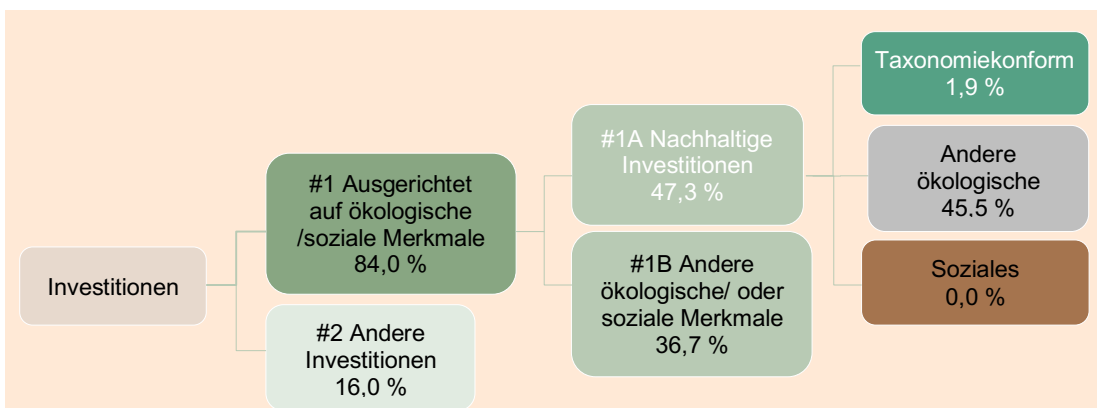 Investitionen
#1 Ausgerichtet
auf ökologische
/soziale Merkmale
84,0 %
#2 Andere
Investitionen
16,0 %
#1A Nachhaltige
Investitionen
47,3 %
#1B Andere
ökologische/ oder
soziale Merkmale
36,7 %
Taxonomiekonform
1,9 %
Andere
ökologische
45,5 %
Soziales
0,0 %